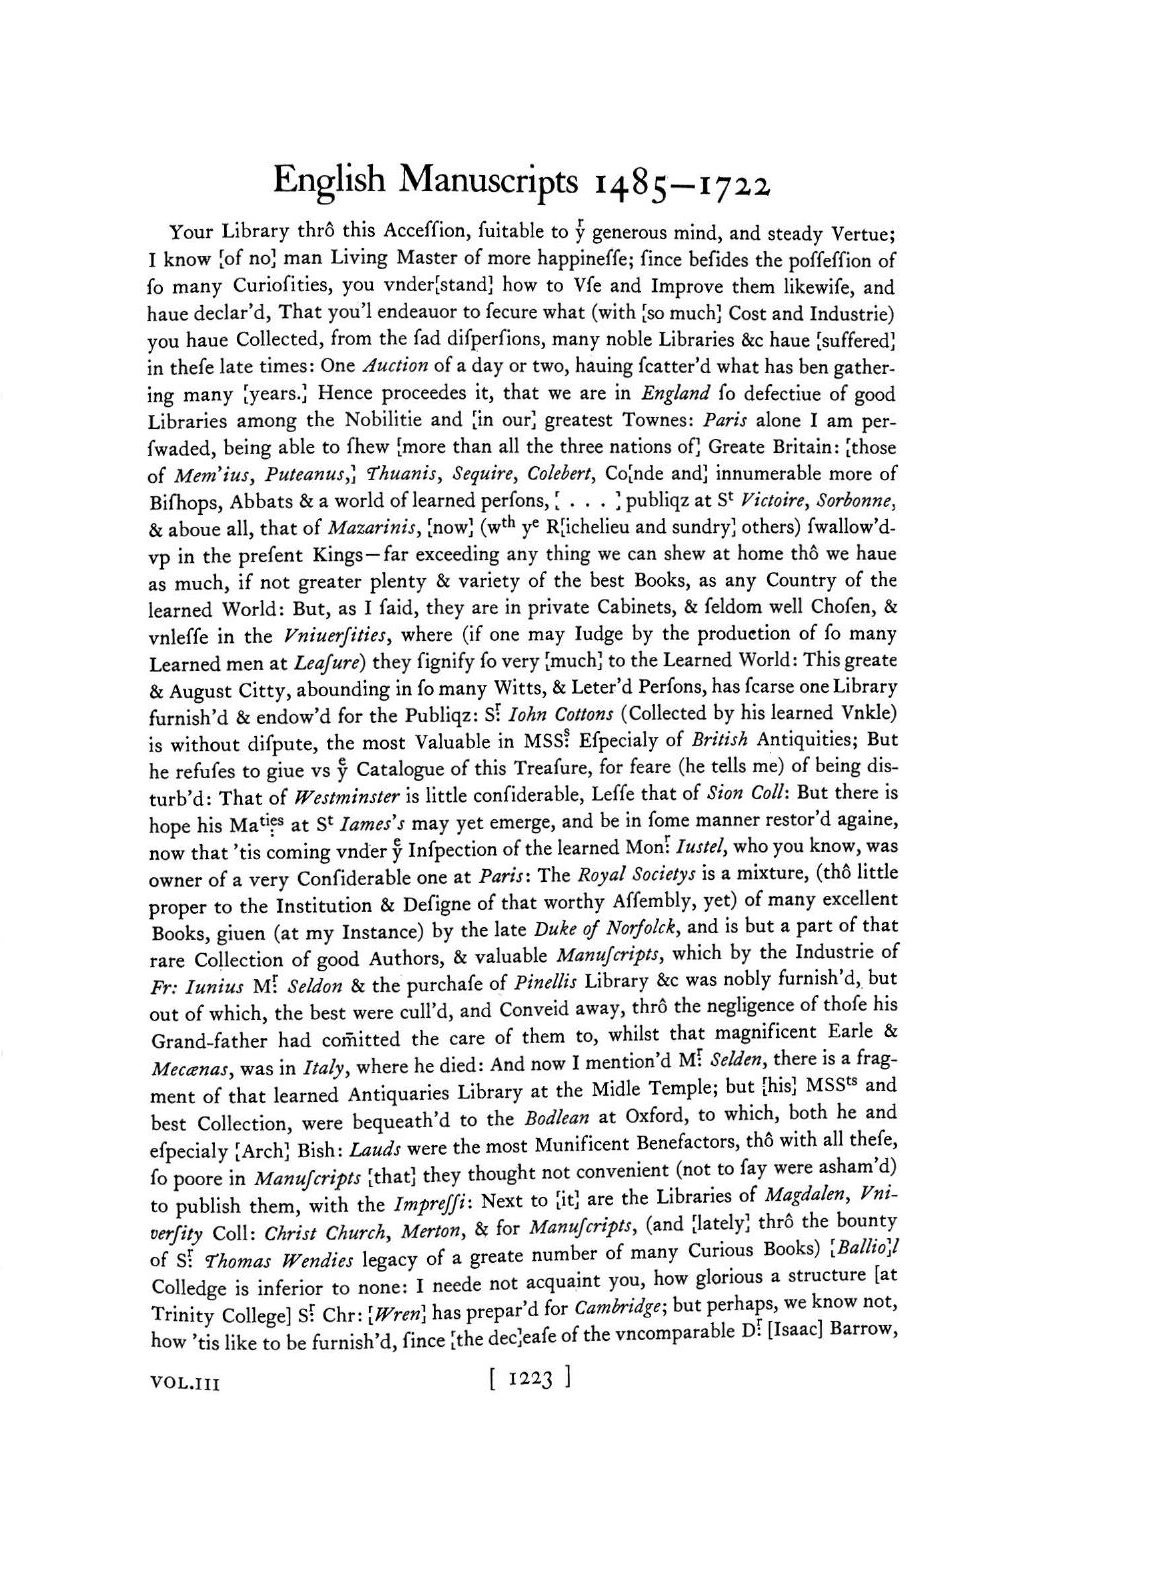 English Manuscripts 1485–1722
Your Library thrô this Acceſſion, ſuitable to yͬ generous mind, and steady Vertue;
I know [of no] man Living Master of more happineſſe; ſince beſides the poſſeſſion of
ſo many Curioſities, you vnder[stand] how to Vſe and Improve them likewiſe, and
haue declar'd, That you'l endeauor to ſecure what (with [so much] Cost and Industrie)
you haue Collected, from the ſad diſperſions, many noble Libraries &c haue [suffered]
in theſe late times: One Auction of a day or two, hauing ſcatter'd what has ben gather-
ing many [years.] Hence proceedes it, that we are in England ſo defectiue of good
Libraries among the Nobilitie and [in our] greatest Townes: Paris alone I am per-
ſwaded, being able to ſhew [more than all the three nations of] Greate Britain: [those
of Mem'ius, Puteanus,] Thuanis, Sequire, Colebert, Co[nde and] innumerable more of
Biſhops, Abbats & a world of learned perſons, [ . . . ] publiqz at Sᵗ Victoire, Sorbonne,
& aboue all, that of Mazarinis, [now] (wᵗʰ yᵉ R[ichelieu and sundry] others) ſwallow'd-
vp in the preſent Kings—far exceeding any thing we can shew at home thô we haue
as much, if not greater plenty & variety of the best Books, as any Country of the
learned World: But, as I ſaid, they are in private Cabinets, & ſeldom well Choſen, &
vnleſſe in the Vniuerſities, where (if one may Iudge by the production of ſo many
Learned men at Leaſure) they ſignify ſo very [much] to the Learned World: This greate
& August Citty, abounding in ſo many Witts, & Leter'd Perſons, has ſcarse one Library
furnish'd & endow'd for the Publiqz: Sͬ: Iohn Cottons (Collected by his learned Vnkle)
is without diſpute, the most Valuable in MSSˢ: Eſpecialy of British Antiquities; But
he refuſes to giue vs yͤ Catalogue of this Treaſure, for feare (he tells me) of being dis-
turb'd: That of Westminster is little conſiderable, Leſſe that of Sion Coll: But there is
hope his Maᵗⁱᵉˢ at Sᵗ Iames's may yet emerge, and be in ſome manner restor'd againe,
now that 'tis coming vnder yͤ Inſpection of the learned Monͬ: Iustel, who you know, was
owner of a very Conſiderable one at Paris: The Royal Societys is a mixture, (thô little
proper to the Institution & Deſigne of that worthy Aſſembly, yet) of many excellent
Books, giuen (at my Instance) by the late Duke of Norfolck, and is but a part of that
rare Collection of good Authors, & valuable Manuſcripts, which by the Industrie of
Fr: Iunius Mͬ: Seldon & the purchaſe of Pinellis Library &c was nobly furnish'd, but
out of which, the best were cull'd, and Conveid away, thrô the negligence of thoſe his
Grand-father had com̄itted the care of them to, whilst that magnificent Earle &
Mecænas, was in Italy, where he died: And now I mention'd Mͬ: Selden, there is a frag-
ment of that learned Antiquaries Library at the Midle Temple; but [his] MSSᵗˢ and
best Collection, were bequeath'd to the Bodlean at Oxford, to which, both he and
eſpecialy [Arch] Bish: Lauds were the most Munificent Benefactors, thô with all theſe,
ſo poore in Manuſcripts [that] they thought not convenient (not to ſay were asham'd)
to publish them, with the Impreſſi: Next to [it] are the Libraries of Magdalen, Vni-
verſity Coll: Christ Church, Merton, & for Manuſcripts, (and [lately] thrô the bounty
of Sͬ: Thomas Wendies legacy of a greate number of many Curious Books) [Ballio]l
Colledge is inferior to none: I neede not acquaint you, how glorious a structure [at
Trinity College] Sͬ: Chr: [Wren] has prepar'd for Cambridge; but perhaps, we know not,
how 'tis like to be furnish'd, ſince [the dec]eaſe of the vncomparable Dͬ: [Isaac] Barrow,
VOL.III [ 1223 ]